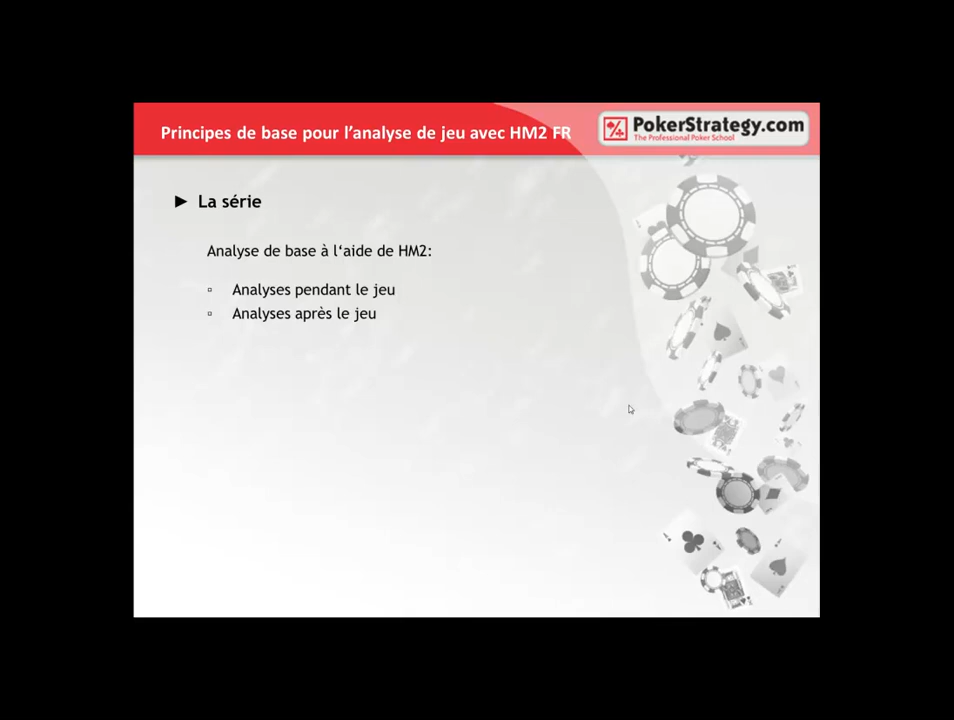 Principes de base pour l'analyse de jeu avec HM2 FR
PokerStrategy.com
The Professional Poker School
► La série
Analyse de base à l‘aide de HM2:
▫ Analyses pendant le jeu
▫ Analyses après le jeu